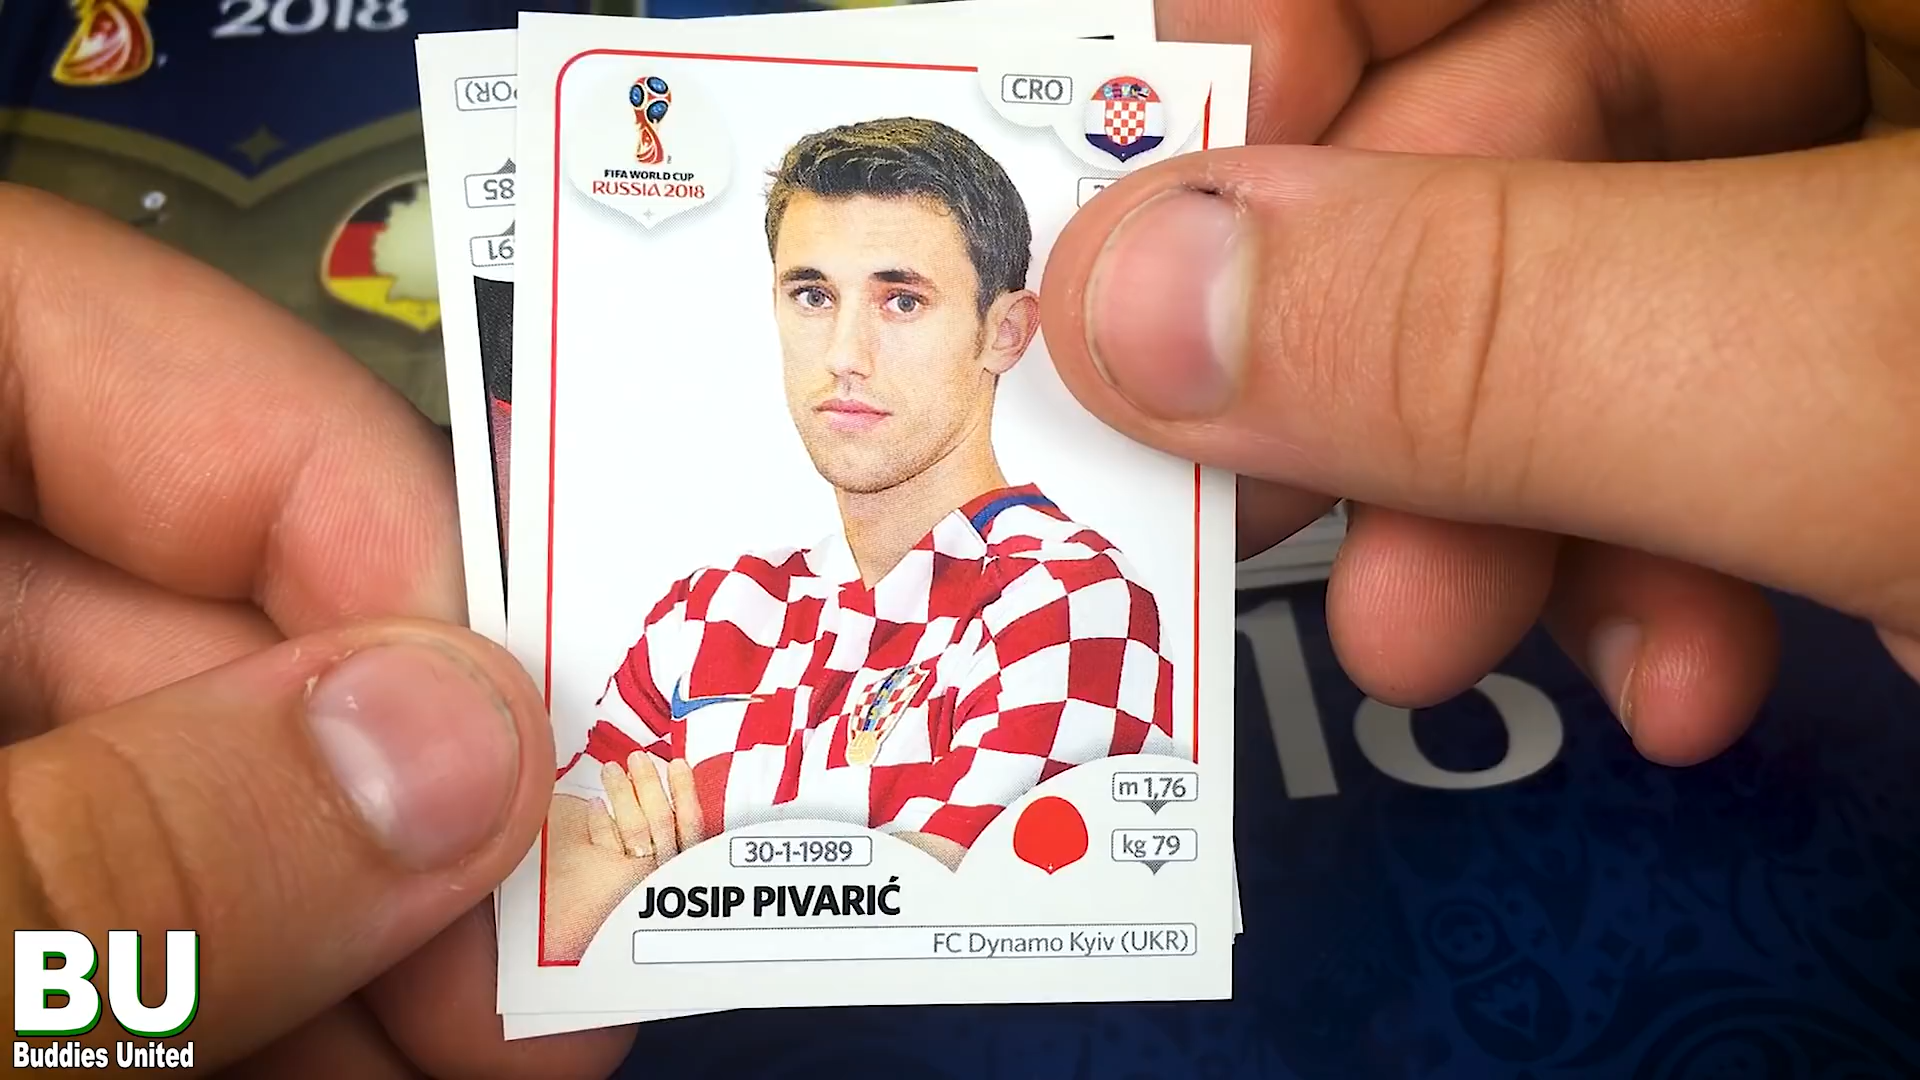 2018
CRO
FIFA WORLD CUP
RUSSIA 2018
m 1,76
kg 79
30-1-1989
JOSIP PIVARIĆ
FC Dynamo Kyiv (UKR)
18
BU
Buddies United